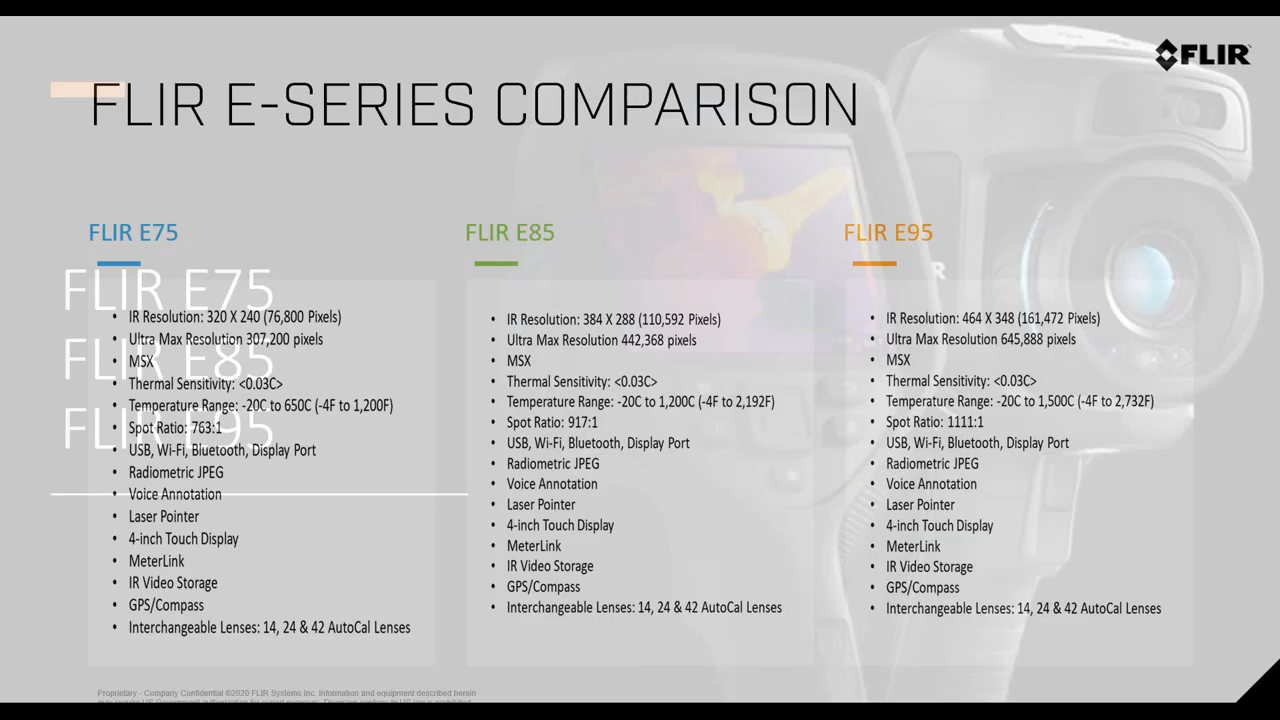 FLIR
FLIR E-SERIES COMPARISON
FLIR E75
• IR Resolution: 320 X 240 (76,800 Pixels)
• Ultra Max Resolution 307,200 pixels
• MSX
• Thermal Sensitivity: <0.03C>
• Temperature Range: -20C to 650C (-4F to 1,200F)
• Spot Ratio: 763:1
• USB, Wi-Fi, Bluetooth, Display Port
• Radiometric JPEG
• Voice Annotation
• Laser Pointer
• 4-inch Touch Display
• MeterLink
• IR Video Storage
• GPS/Compass
• Interchangeable Lenses: 14, 24 & 42 AutoCal Lenses
FLIR E75
FLIR E85
FLIR E95
FLIR E85
• IR Resolution: 384 X 288 (110,592 Pixels)
• Ultra Max Resolution 442,368 pixels
• MSX
• Thermal Sensitivity: <0.03C>
• Temperature Range: -20C to 1,200C (-4F to 2,192F)
• Spot Ratio: 917:1
• USB, Wi-Fi, Bluetooth, Display Port
• Radiometric JPEG
• Voice Annotation
• Laser Pointer
• 4-inch Touch Display
• MeterLink
• IR Video Storage
• GPS/Compass
• Interchangeable Lenses: 14, 24 & 42 AutoCal Lenses
FLIR E95
• IR Resolution: 464 X 348 (161,472 Pixels)
• Ultra Max Resolution 645,888 pixels
• MSX
• Thermal Sensitivity: <0.03C>
• Temperature Range: -20C to 1,500C (-4F to 2,732F)
• Spot Ratio: 1111:1
• USB, Wi-Fi, Bluetooth, Display Port
• Radiometric JPEG
• Voice Annotation
• Laser Pointer
• 4-inch Touch Display
• MeterLink
• IR Video Storage
• GPS/Compass
• Interchangeable Lenses: 14, 24 & 42 AutoCal Lenses
Proprietary - Company Confidential ©2020 FLIR Systems Inc. Information and equipment described herein